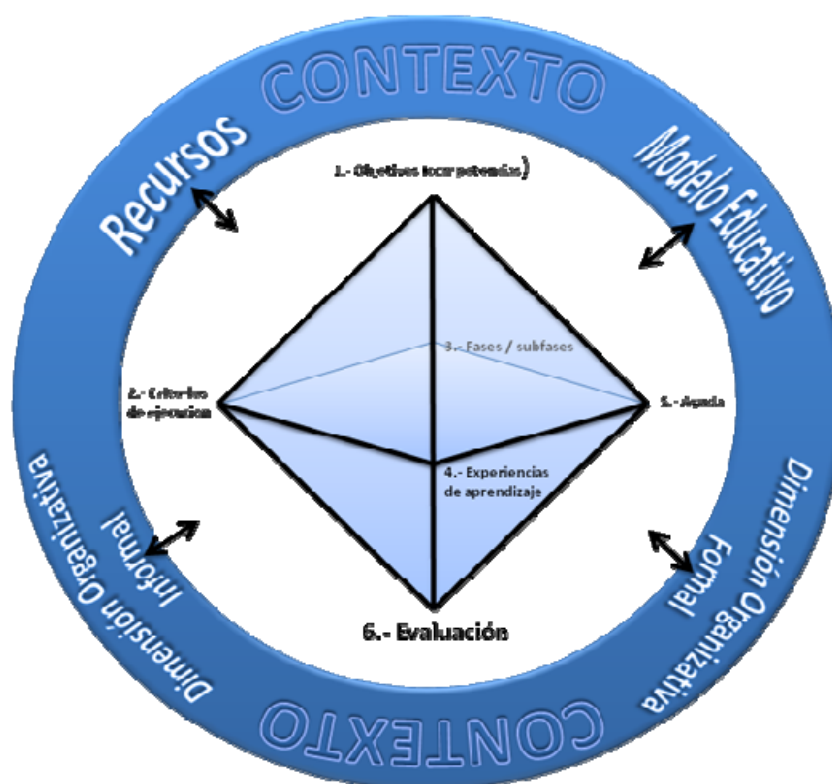 CONTEXTO
Recursos
Modelo Educativo
1.- Objetivos (competencias)
3.- Fases / subfases
2.- Criterios
de ejecucion
5.- Ayuda
4.- Experiencias
de aprendizaje
6.- Evaluación
Dimensión Organizativa
Informal
Dimensión Organizativa
Formal
CONTEXTO